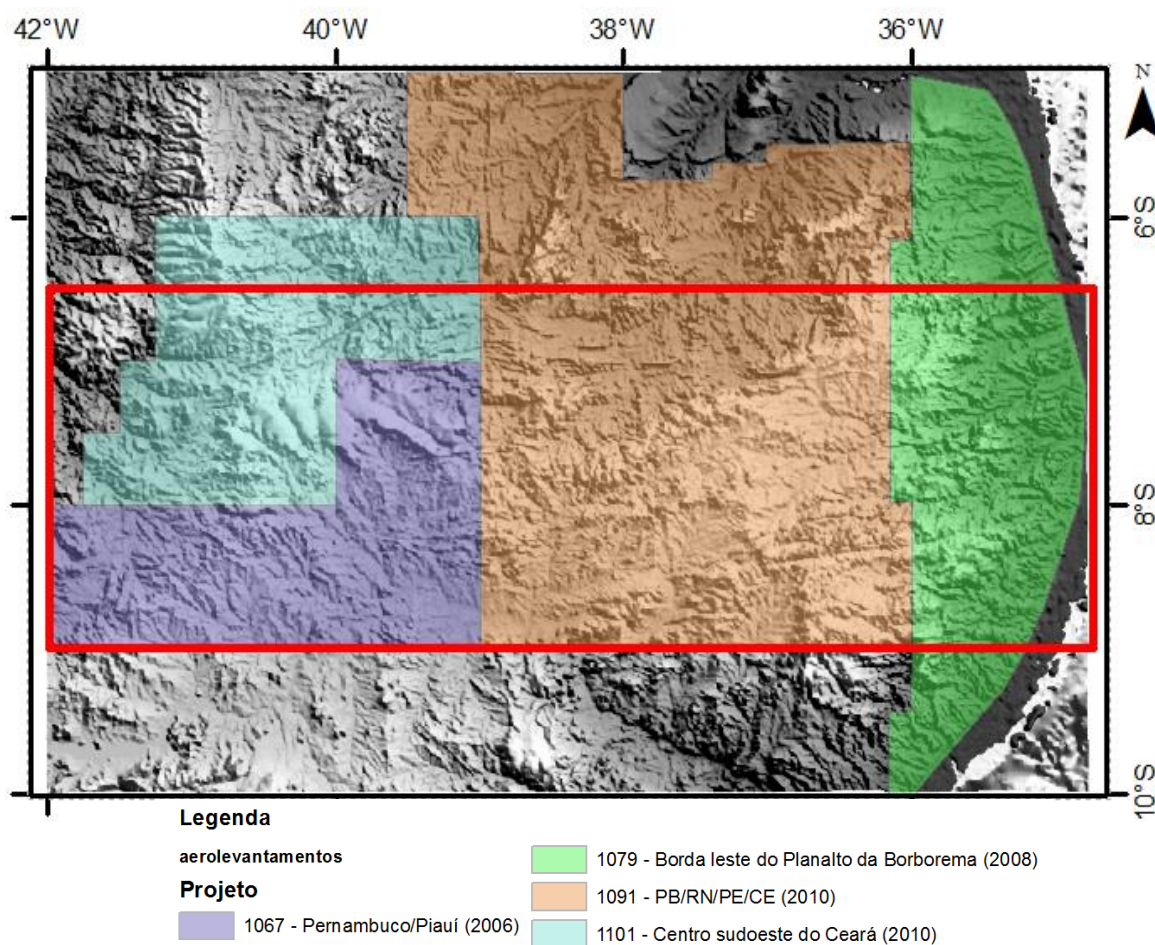 42°W 40°W 38°W 36°W
N
6°S
8°S
10°S
Legenda
aerolevantamentos
Projeto
1067 - Pernambuco/Piauí (2006)
1079 - Borda leste do Planalto da Borborema (2008)
1091 - PB/RN/PE/CE (2010)
1101 - Centro sudoeste do Ceará (2010)